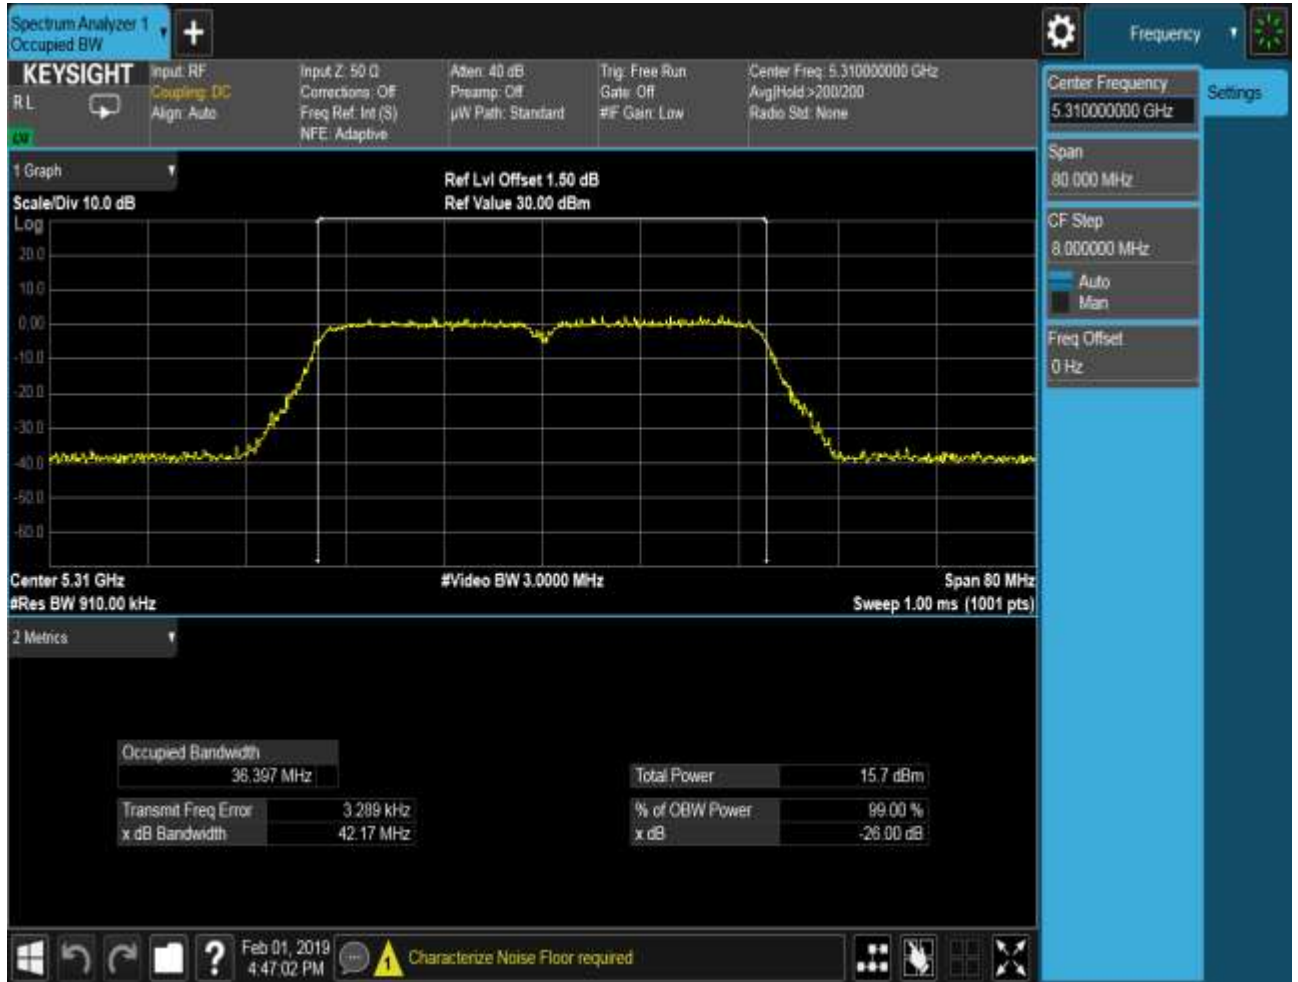 Spectrum Analyzer 1
Occupied BW
Frequency
KEYSIGHT
RL
Input: RF
Coupling: DC
Align: Auto
Input Z: 50 Ω
Corrections: Off
Freq Ref: Int (S)
NFE: Adaptive
Atten: 40 dB
Preamp: Off
µW Path: Standard
Trig: Free Run
Gate: Off
#IF Gain: Low
Center Freq: 5.310000000 GHz
Avg|Hold:>200/200
Radio Std: None
Center Frequency
5.310000000 GHz
Settings
Span
80.000 MHz
CF Step
8.000000 MHz
Auto
Man
Freq Offset
0 Hz
1 Graph
Scale/Div 10.0 dB
Ref Lvl Offset 1.50 dB
Ref Value 30.00 dBm
Log
20.0
10.0
0.00
-10.0
-20.0
-30.0
-40.0
-50.0
-60.0
Center 5.31 GHz
#Video BW 3.0000 MHz
Span 80 MHz
#Res BW 910.00 kHz
Sweep 1.00 ms (1001 pts)
2 Metrics
Occupied Bandwidth
36.397 MHz
Total Power 15.7 dBm
Transmit Freq Error 3.289 kHz
% of OBW Power 99.00 %
x dB Bandwidth 42.17 MHz
x dB -26.00 dB
?
Feb 01, 2019
4:47:02 PM
1
Characterize Noise Floor required